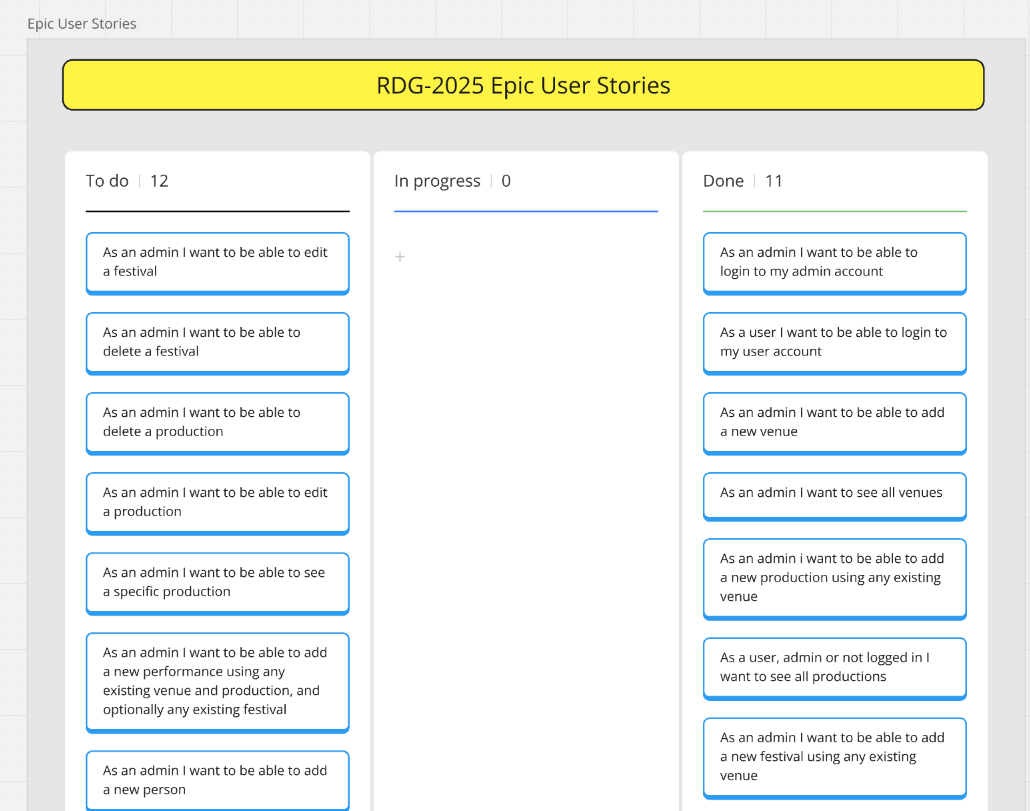 Epic User Stories
RDG-2025 Epic User Stories
To do | 12
As an admin I want to be able to edit
a festival
As an admin I want to be able to
delete a festival
As an admin I want to be able to
delete a production
As an admin I want to be able to edit
a production
As an admin I want to be able to see
a specific production
As an admin I want to be able to add
a new performance using any
existing venue and production, and
optionally any existing festival
As an admin I want to be able to add
a new person
In progress | 0
+
Done | 11
As an admin I want to be able to
login to my admin account
As a user I want to be able to login to
my user account
As an admin I want to be able to add
a new venue
As an admin I want to see all venues
As an admin i want to be able to add
a new production using any existing
venue
As a user, admin or not logged in I
want to see all productions
As an admin I want to be able to add
a new festival using any existing
venue